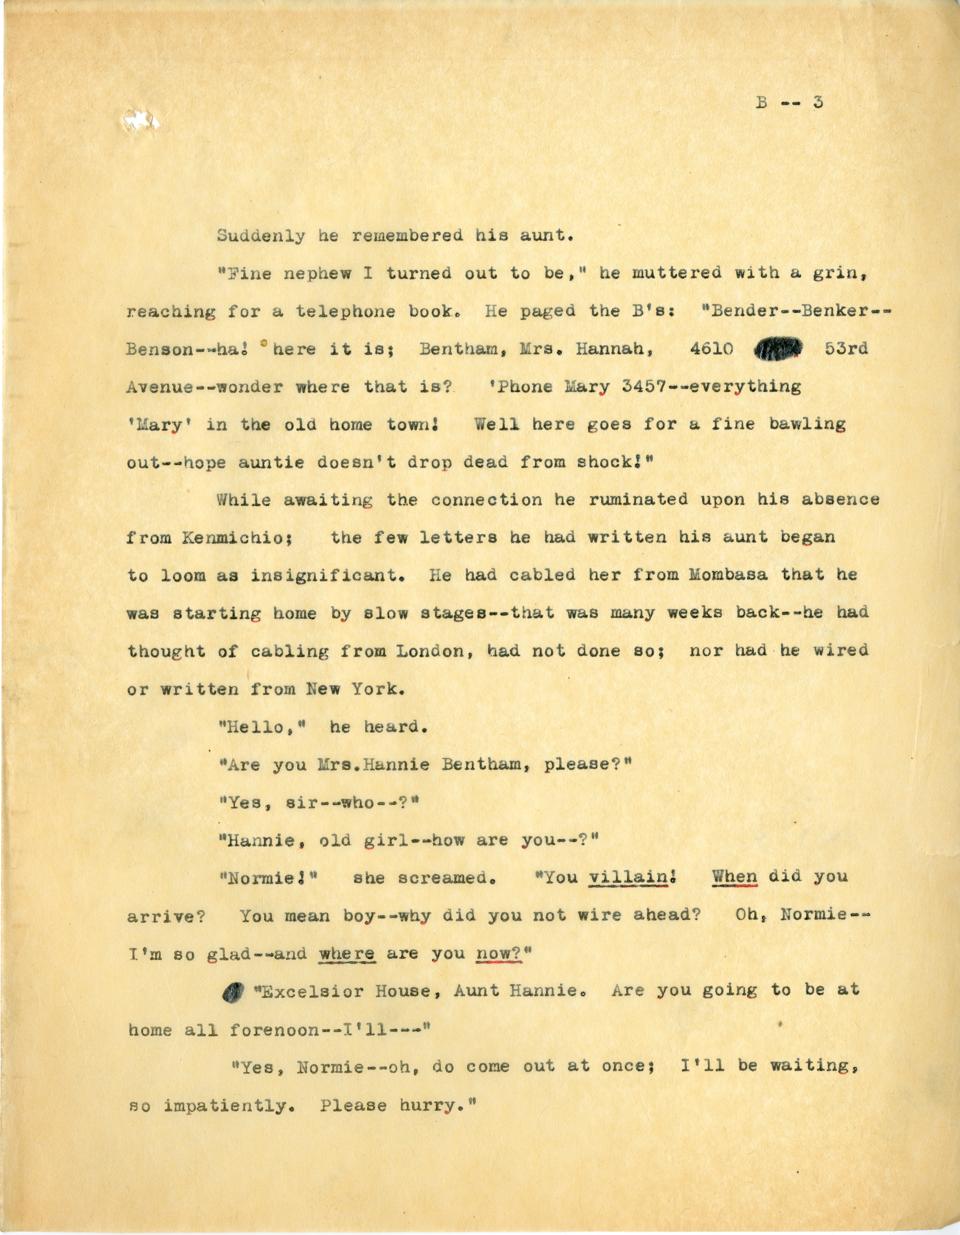 B -- 3
Suddenly he remembered his aunt.
"Fine nephew I turned out to be," he muttered with a grin,
reaching for a telephone book. He paged the B's: "Bender--Benker--
Benson--ha! here it is; Bentham, Mrs. Hannah, 4610 53rd
Avenue--wonder where that is? 'Phone Mary 3457--everything
'Mary' in the old home town! Well here goes for a fine bawling
out--hope auntie doesn't drop dead from shock!"
While awaiting the connection he ruminated upon his absence
from Kenmichio; the few letters he had written his aunt began
to loom as insignificant. He had cabled her from Mombasa that he
was starting home by slow stages--that was many weeks back--he had
thought of cabling from London, had not done so; nor had he wired
or written from New York.
"Hello," he heard.
"Are you Mrs.Hannie Bentham, please?"
"Yes, sir--who--?"
"Hannie, old girl--how are you--?"
"Normie!" she screamed. "You villain! When did you
arrive? You mean boy--why did you not wire ahead? Oh, Normie--
I'm so glad--and where are you now?"
"Excelsior House, Aunt Hannie. Are you going to be at
home all forenoon--I'll---"
"Yes, Normie--oh, do come out at once; I'll be waiting,
so impatiently. Please hurry."